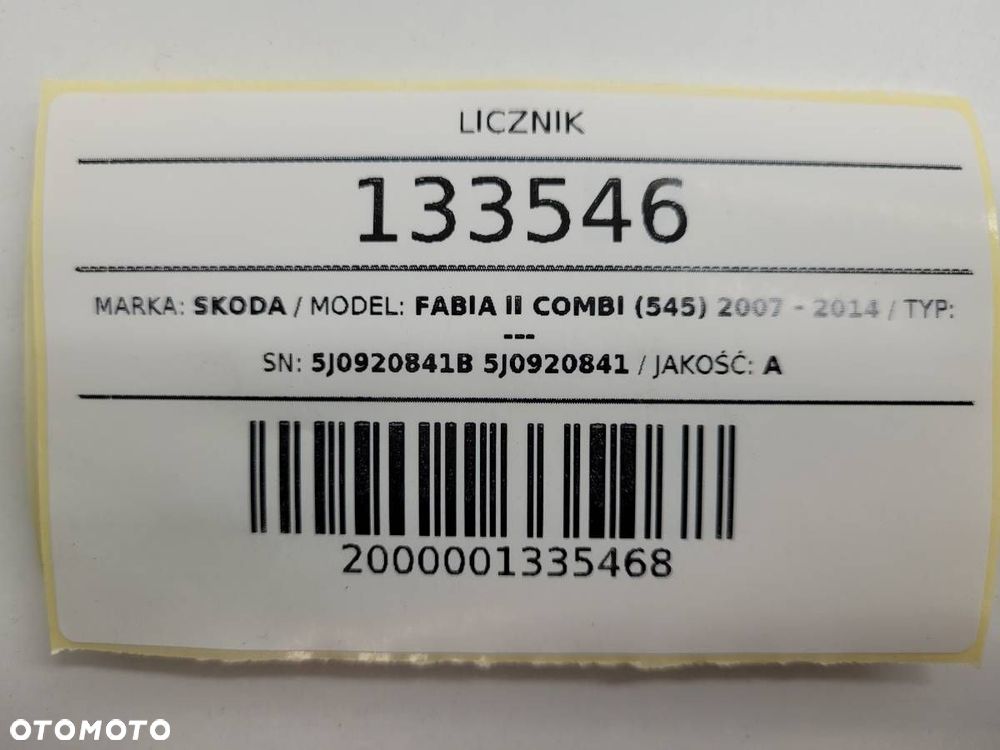 LICZNIK
133546
MARKA: SKODA / MODEL: FABIA II COMBI (545) 2007 - 2014 / TYP:
---
SN: 5J0920841B 5J0920841 / JAKOŚĆ: A
2000001335468
OTOMOTO